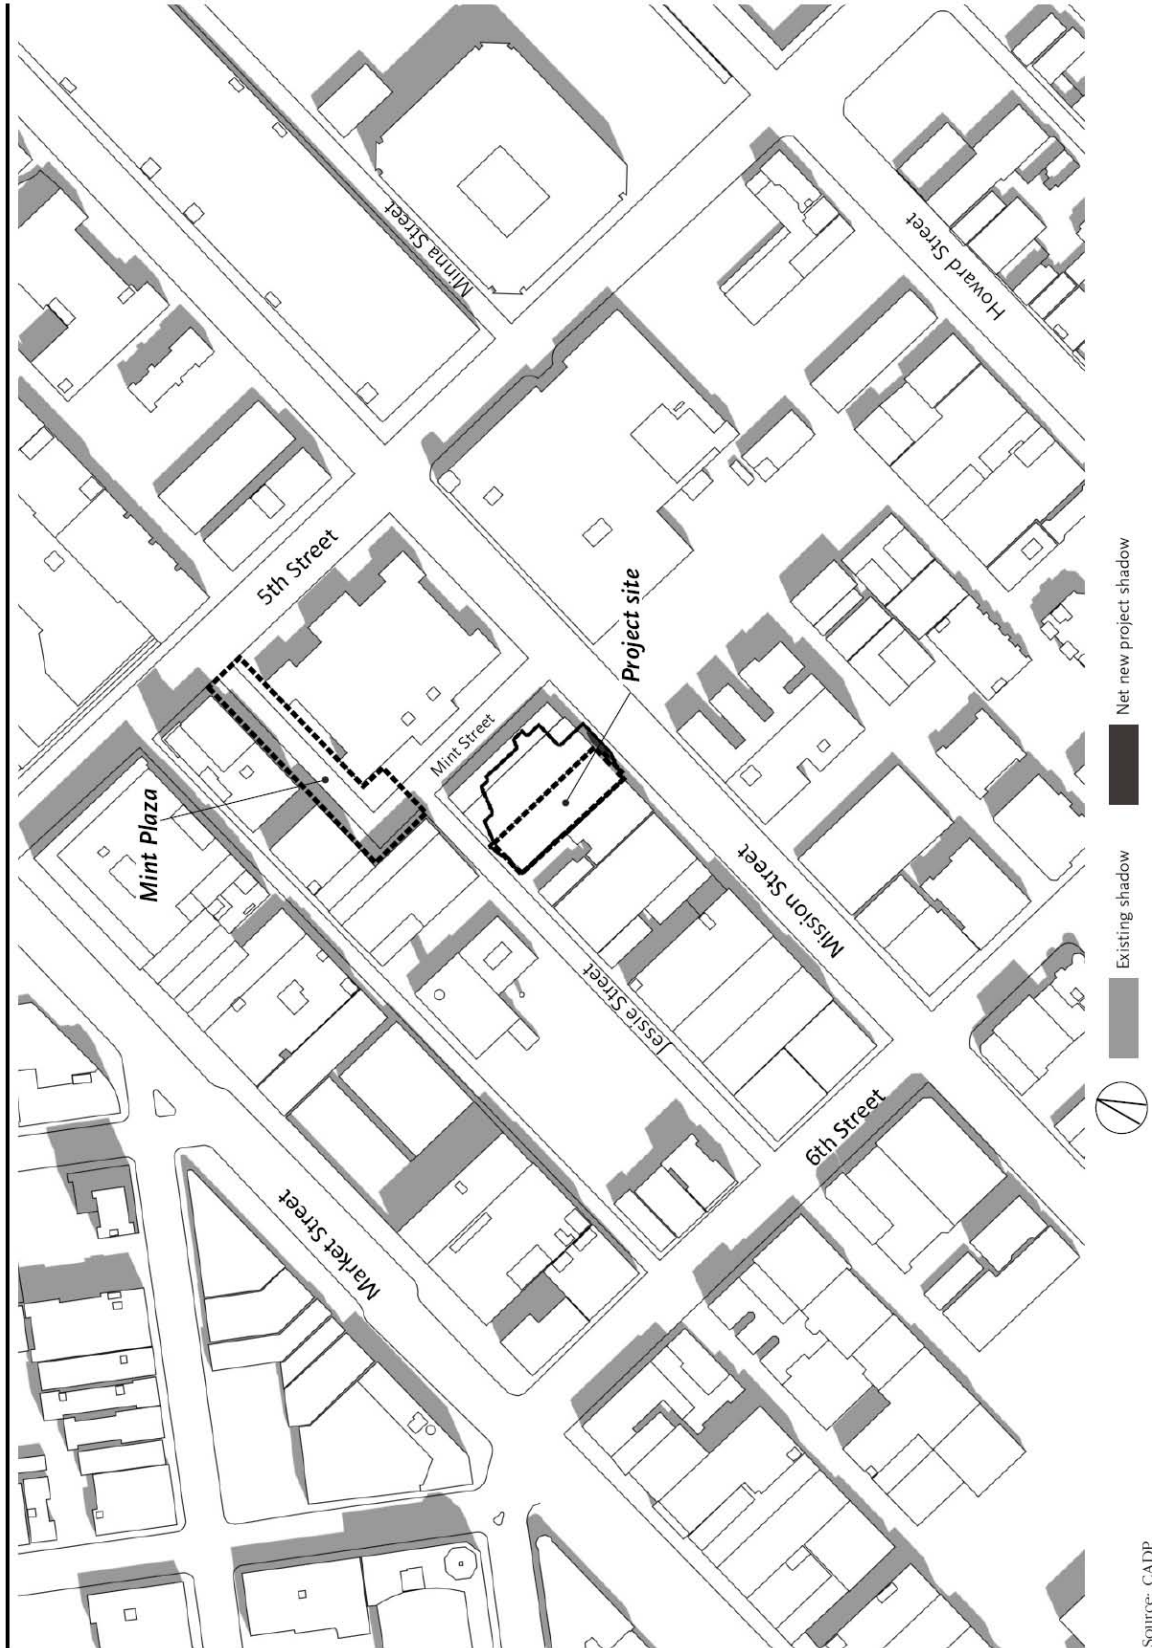 Minna
Street
Howard Street
5th Street
Project site
Mint Street
Mint Plaza
Mission Street
Jessie Street
Market Street
6th Street
Existing shadow
Net new project shadow
Source: CADP